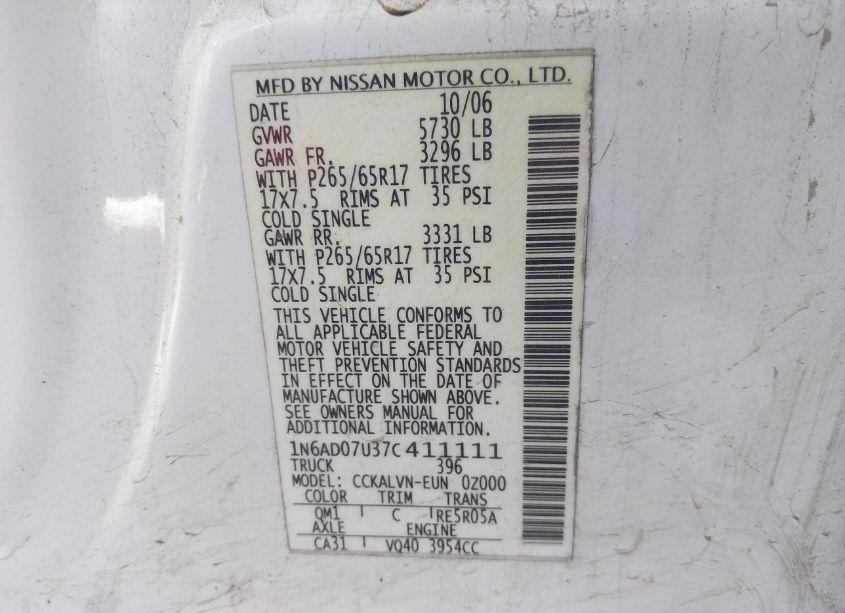 MFD BY NISSAN MOTOR CO., LTD.
DATE 10/06
GVWR 5730 LB
GAWR FR. 3296 LB
WITH P265/65R17 TIRES
17X7.5 RIMS AT 35 PSI
COLD SINGLE
GAWR RR. 3331 LB
WITH P265/65R17 TIRES
17X7.5 RIMS AT 35 PSI
COLD SINGLE
THIS VEHICLE CONFORMS TO
ALL APPLICABLE FEDERAL
MOTOR VEHICLE SAFETY AND
THEFT PREVENTION STANDARDS
IN EFFECT ON THE DATE OF
MANUFACTURE SHOWN ABOVE.
SEE OWNERS MANUAL FOR
ADDITIONAL INFORMATION.
1N6AD07U37C411111
TRUCK 396
MODEL: CCKALVN-EUN 0Z000
COLOR TRIM TRANS
QM1 C RE5R05A
AXLE ENGINE
CA31 VQ40 3954CC